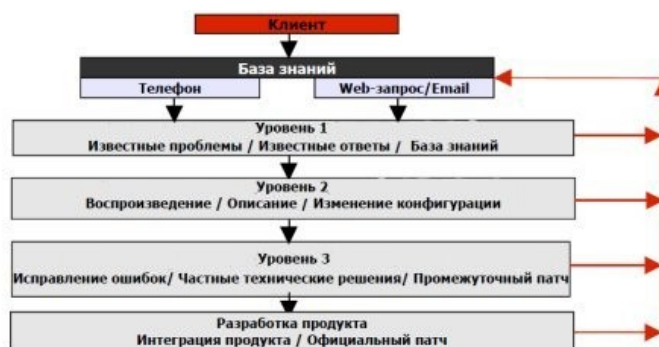 Клиент
База знаний
Телефон
Web-запрос/Email
Уровень 1
Известные проблемы / Известные ответы / База знаний
Уровень 2
Воспроизведение / Описание / Изменение конфигурации
Уровень 3
Исправление ошибок/ Частные технические решения/ Промежуточный патч
Разработка продукта
Интеграция продукта / Официальный патч